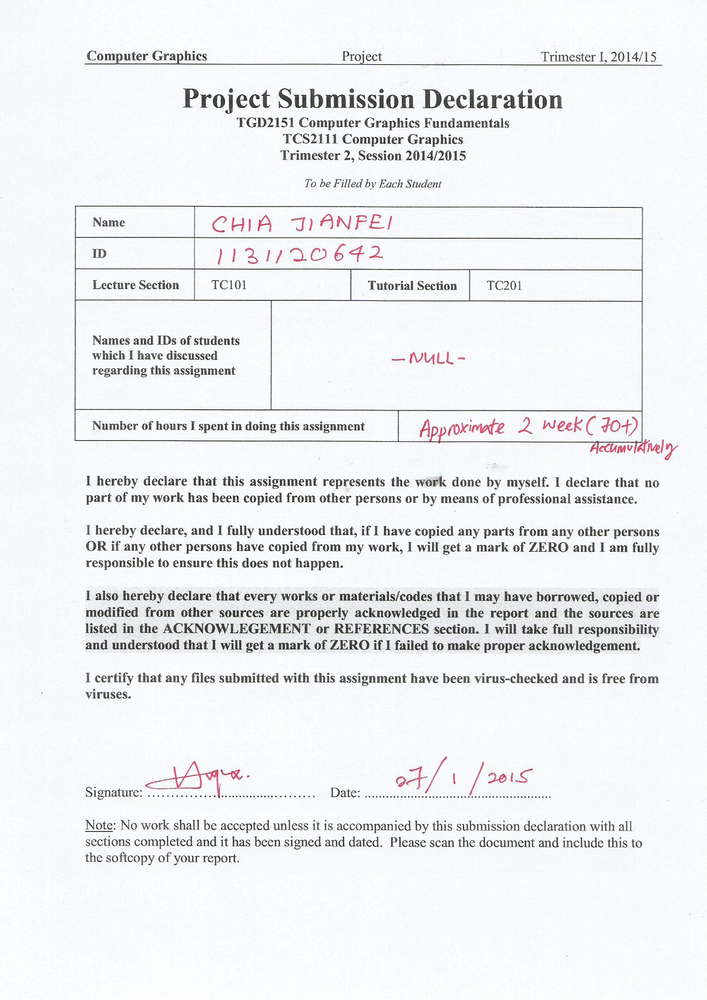 Computer Graphics Project Trimester I, 2014/15
Project Submission Declaration
TGD2151 Computer Graphics Fundamentals
TCS2111 Computer Graphics
Trimester 2, Session 2014/2015
To be Filled by Each Student
Name CHIA JIANFEI
ID 1131120642
Lecture Section TC101 Tutorial Section TC201
Names and IDs of students
which I have discussed
regarding this assignment
-NULL-
Number of hours I spent in doing this assignment Approximate 2 week (70+)
Accumulatively
I hereby declare that this assignment represents the work done by myself. I declare that no
part of my work has been copied from other persons or by means of professional assistance.
I hereby declare, and I fully understood that, if I have copied any parts from any other persons
OR if any other persons have copied from my work, I will get a mark of ZERO and I am fully
responsible to ensure this does not happen.
I also hereby declare that every works or materials/codes that I may have borrowed, copied or
modified from other sources are properly acknowledged in the report and the sources are
listed in the ACKNOWLEGEMENT or REFERENCES section. I will take full responsibility
and understood that I will get a mark of ZERO if I failed to make proper acknowledgement.
I certify that any files submitted with this assignment have been virus-checked and is free from
viruses.
Signature: Date: 27/1/2015
Note: No work shall be accepted unless it is accompanied by this submission declaration with all
sections completed and it has been signed and dated. Please scan the document and include this to
the softcopy of your report.